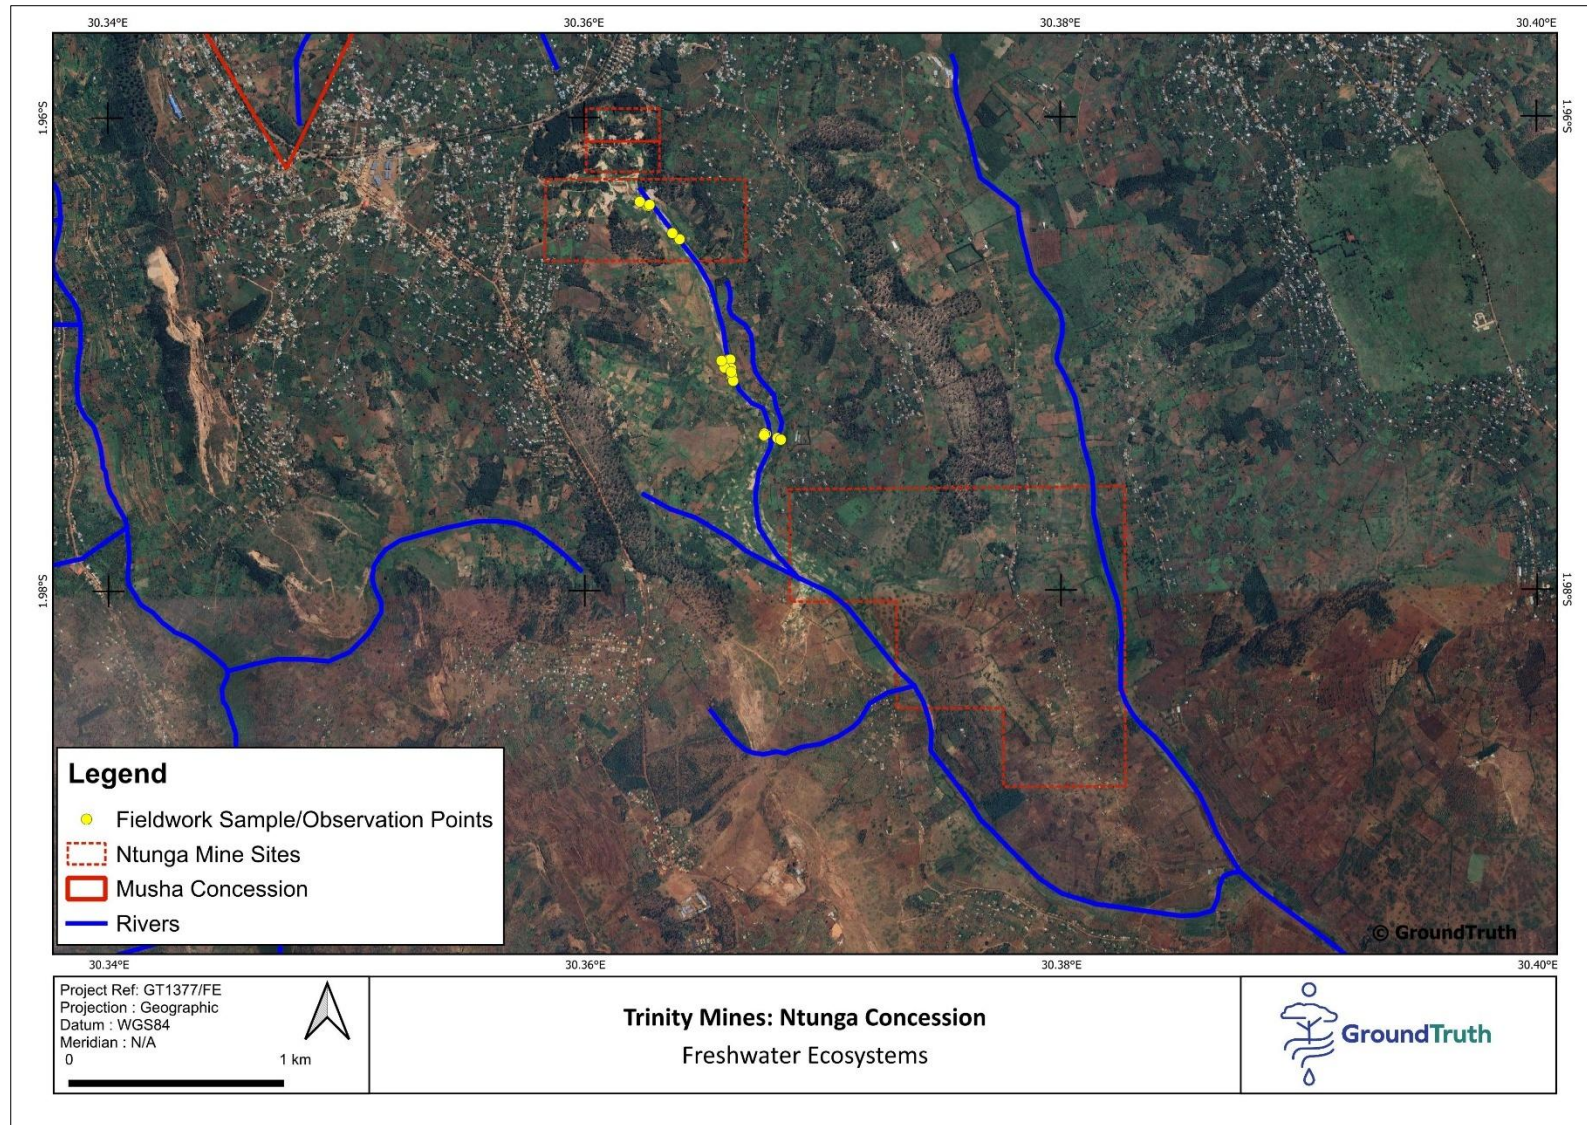 30.34°E 30.36°E 30.38°E 30.40°E
1.96°S 1.96°S
1.98°S 1.98°S
Legend
Fieldwork Sample/Observation Points
Ntunga Mine Sites
Musha Concession
Rivers
© GroundTruth
30.34°E 30.36°E 30.38°E 30.40°E
Project Ref: GT1377/FE
Projection : Geographic
Datum : WGS84
Meridian : N/A
0 1 km
Trinity Mines: Ntunga Concession
Freshwater Ecosystems
GroundTruth